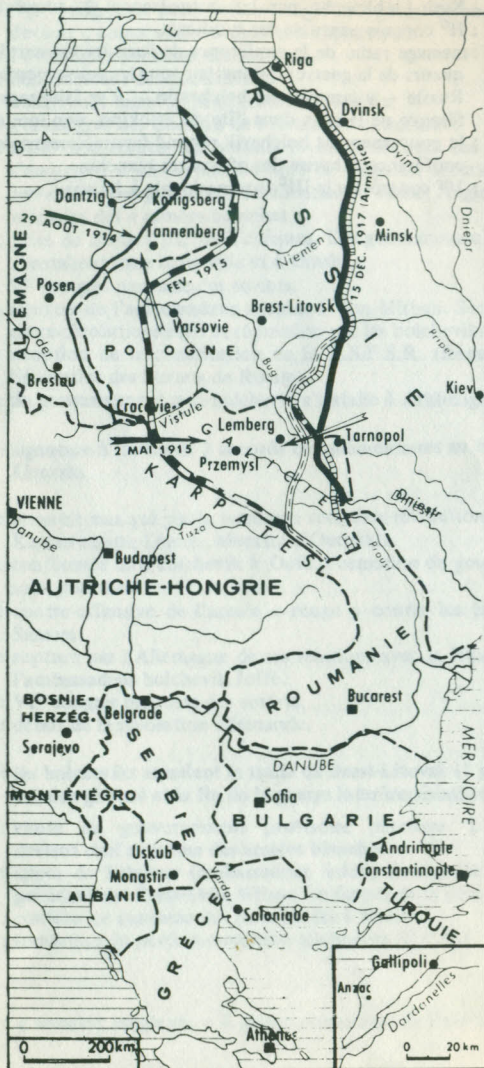 BALTIQUE
Riga
RUSSIE
Dvinsk
Dvina
Dantzig
Königsberg
29 AOÛT 1914
Tannenberg
Niemen
Minsk
Dniepr
15 DEC. 1917 (Armistice)
ALLEMAGNE
FEV 1915
Posen
Varsovie
Brest-Litovsk
POLOGNE
Oder
Bug
Pripet
Breslau
Cracovie
Vistule
Kiev
Lemberg
Tarnopol
2 MAI 1915
Przemysl
GALICIE
KARPATES
Dniestr
VIENNE
Danube
Tisza
Prout
Budapest
AUTRICHE-HONGRIE
ROUMANIE
BOSNIE-
HERZÉG.
Belgrade
Bucarest
Serajevo
SERBIE
DANUBE
MER NOIRE
MONTÉNÉGRO
Sofia
BULGARIE
Uskub
Andrinople
Constantinople
Monastir
ALBANIE
Vardar
TURQUIE
Salonique
GRECE
Gallipoli
Anzac
Dardanelles
Athènes
0 200km
0 20 km